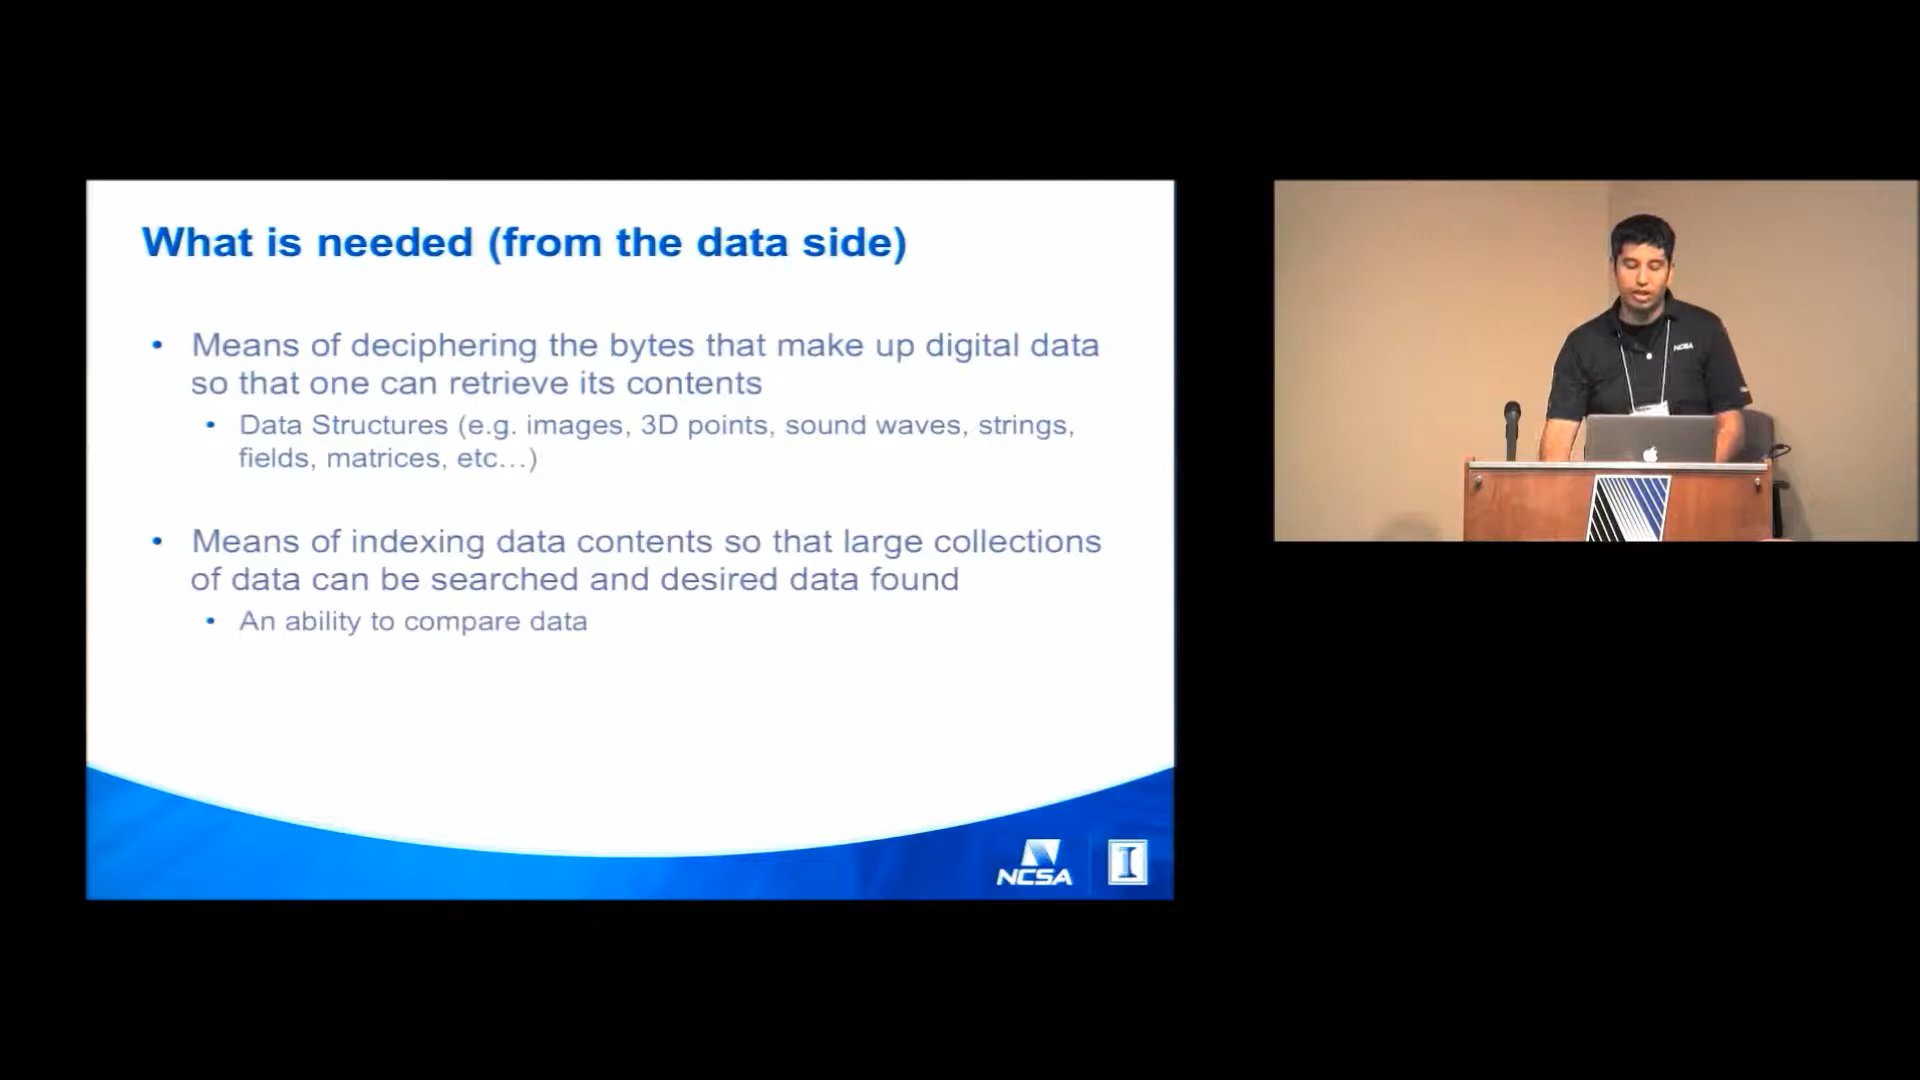 What is needed (from the data side)
• Means of deciphering the bytes that make up digital data
so that one can retrieve its contents
• Data Structures (e.g. images, 3D points, sound waves, strings,
fields, matrices, etc...)
• Means of indexing data contents so that large collections
of data can be searched and desired data found
• An ability to compare data
NCSA
I
NCSA